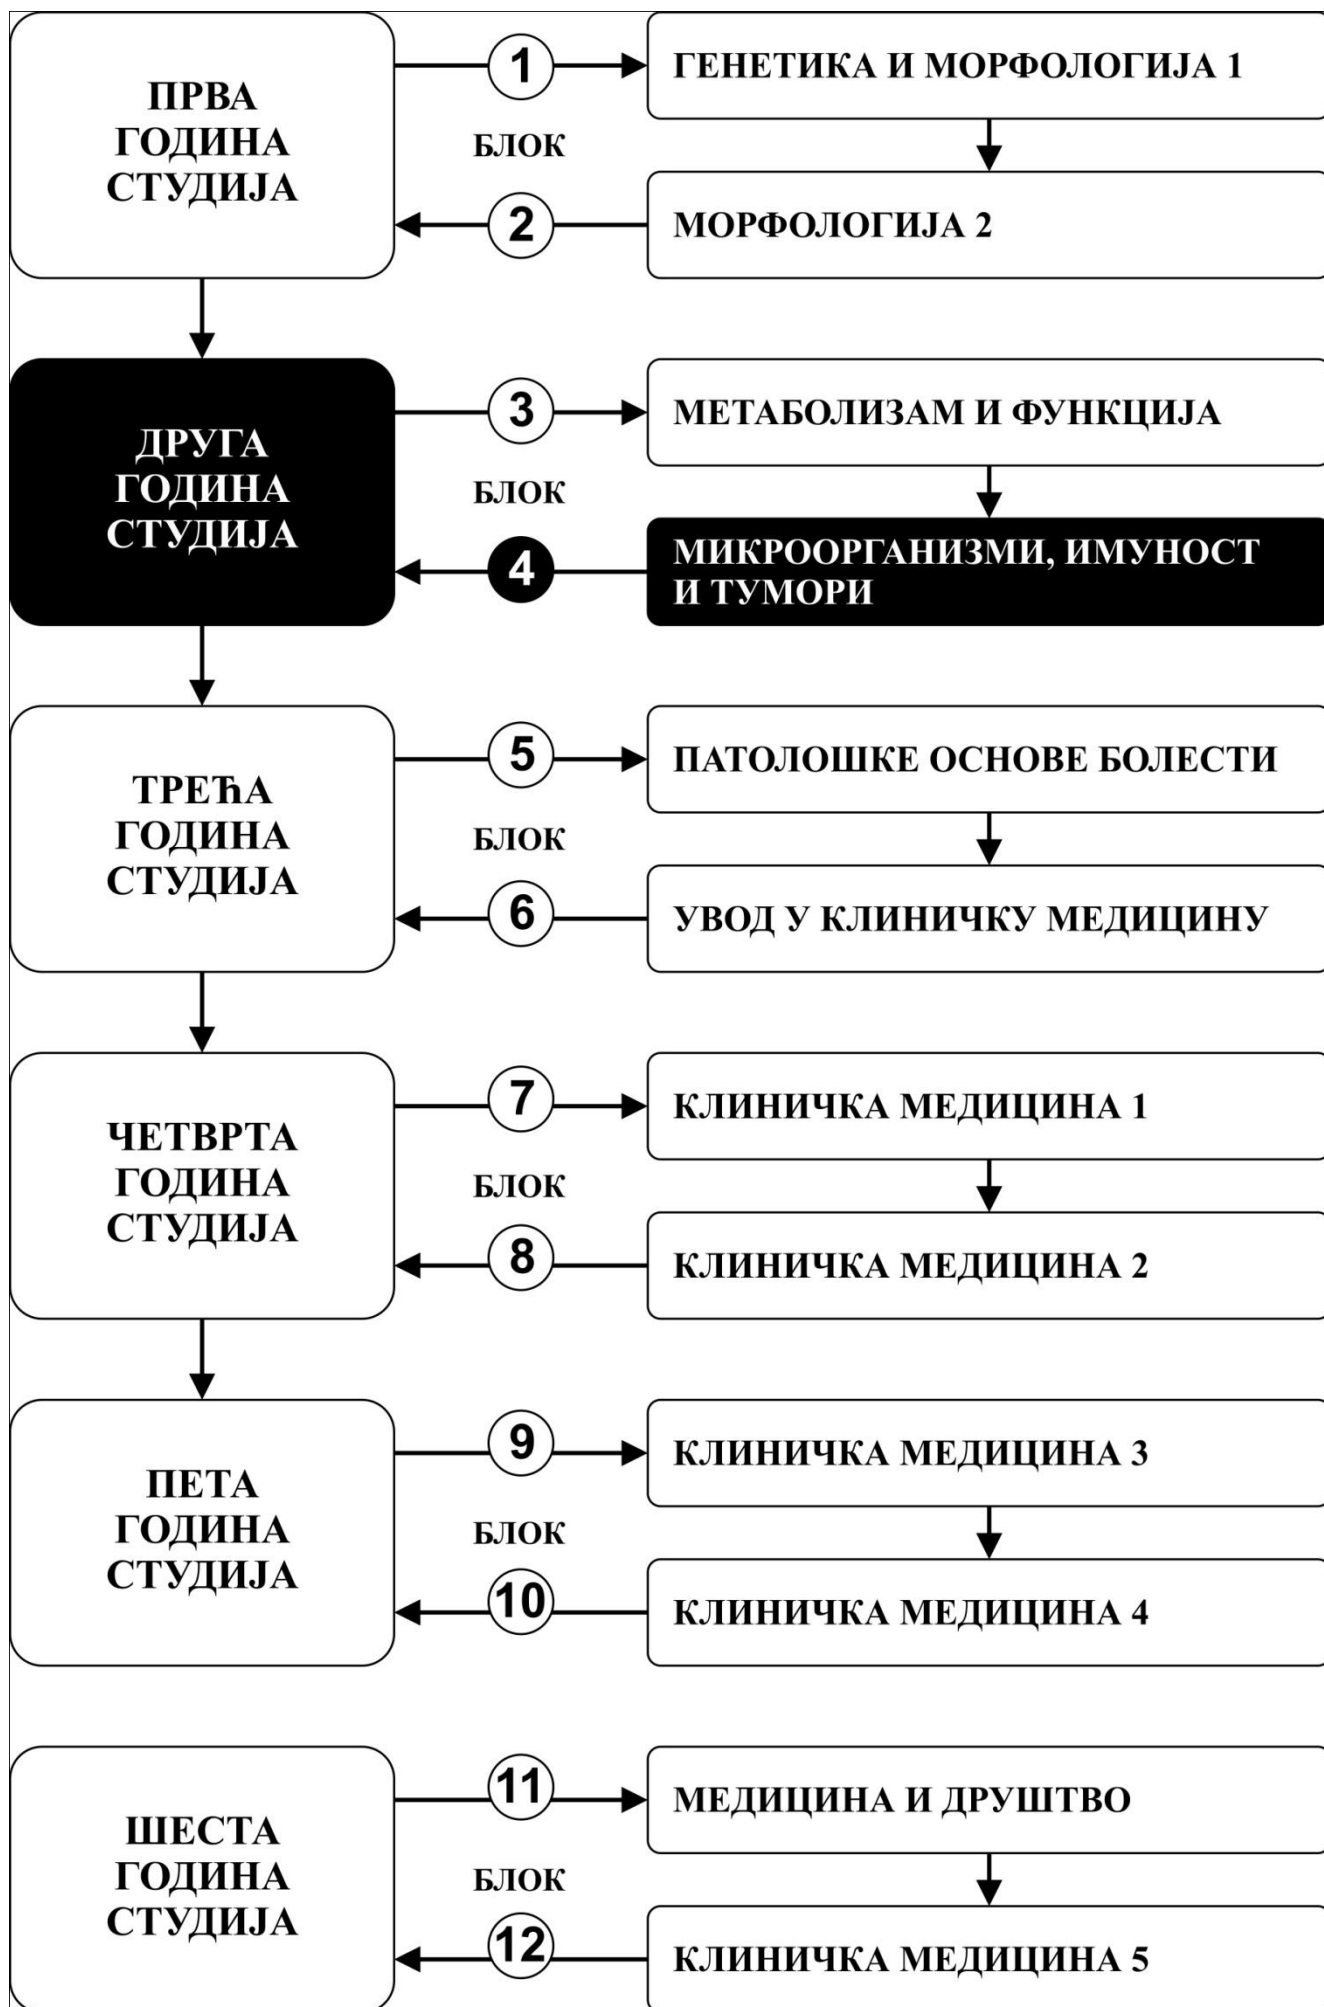 ПРВА
ГОДИНА
СТУДИЈА
1
БЛОК
2
ГЕНЕТИКА И МОРФОЛОГИЈА 1
МОРФОЛОГИЈА 2
ДРУГА
ГОДИНА
СТУДИЈА
3
БЛОК
4
МЕТАБОЛИЗАМ И ФУНКЦИЈА
МИКРООРГАНИЗМИ, ИМУНОСТ
И ТУМОРИ
ТРЕЋА
ГОДИНА
СТУДИЈА
5
БЛОК
6
ПАТОЛОШКЕ ОСНОВЕ БОЛЕСТИ
УВОД У КЛИНИЧКУ МЕДИЦИНУ
ЧЕТВРТА
ГОДИНА
СТУДИЈА
7
БЛОК
8
КЛИНИЧКА МЕДИЦИНА 1
КЛИНИЧКА МЕДИЦИНА 2
ПЕТА
ГОДИНА
СТУДИЈА
9
БЛОК
10
КЛИНИЧКА МЕДИЦИНА 3
КЛИНИЧКА МЕДИЦИНА 4
ШЕСТА
ГОДИНА
СТУДИЈА
11
БЛОК
12
МЕДИЦИНА И ДРУШТВО
КЛИНИЧКА МЕДИЦИНА 5